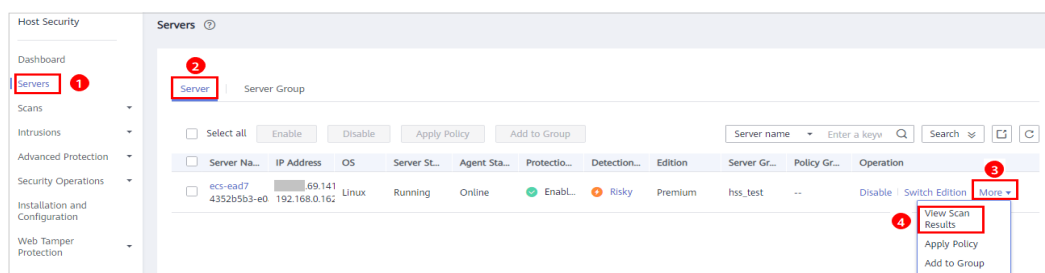 Host Security
Servers
Dashboard
2
Servers
1
Server
Server Group
Scans
Intrusions
Select all
Enable
Disable
Apply Policy
Add to Group
Server name
Enter a keyw
Search
Advanced Protection
Server Na...
IP Address
OS
Server St...
Agent Sta...
Protectio...
Detection...
Edition
Server Gr...
Policy Gr...
Operation
3
Security Operations
ecs-ead7
4352b5b3-e0
.69.141
192.168.0.162
Linux
Running
Online
Enabl...
Risky
Premium
hss_test
--
Disable
Switch Edition
More
Installation and
Configuration
4
View Scan
Results
Apply Policy
Add to Group
Web Tamper
Protection